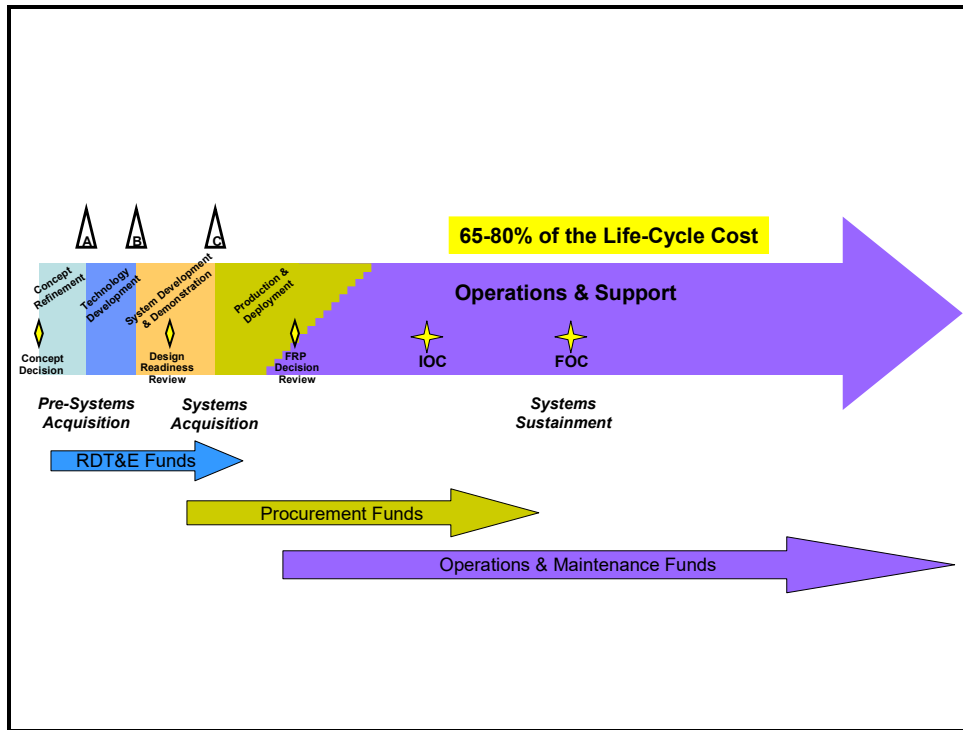 65-80% of the Life-Cycle Cost
A
B
C
Concept
Refinement
Technology
Development
System Development
& Demonstration
Production &
Deployment
Operations & Support
Concept
Decision
Design
Readiness
Review
FRP
Decision
Review
IOC
FOC
Pre-Systems
Acquisition
Systems
Acquisition
Systems
Sustainment
RDT&E Funds
Procurement Funds
Operations & Maintenance Funds